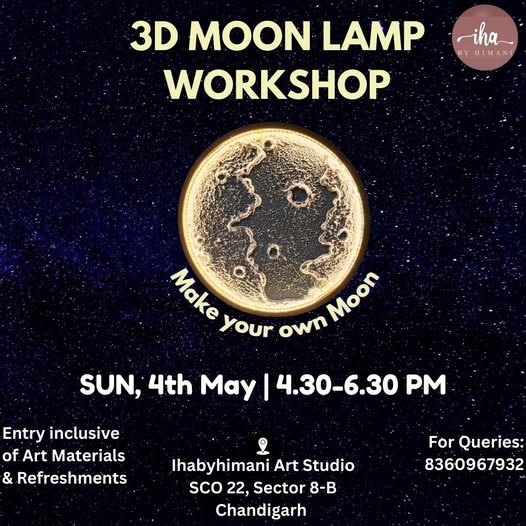 3D MOON LAMP
WORKSHOP
iha
BY HIMANI
Make your own Moon
SUN, 4th May | 4.30-6.30 PM
Entry inclusive
of Art Materials
& Refreshments
Ihabyhimani Art Studio
SCO 22, Sector 8-B
Chandigarh
For Queries:
8360967932